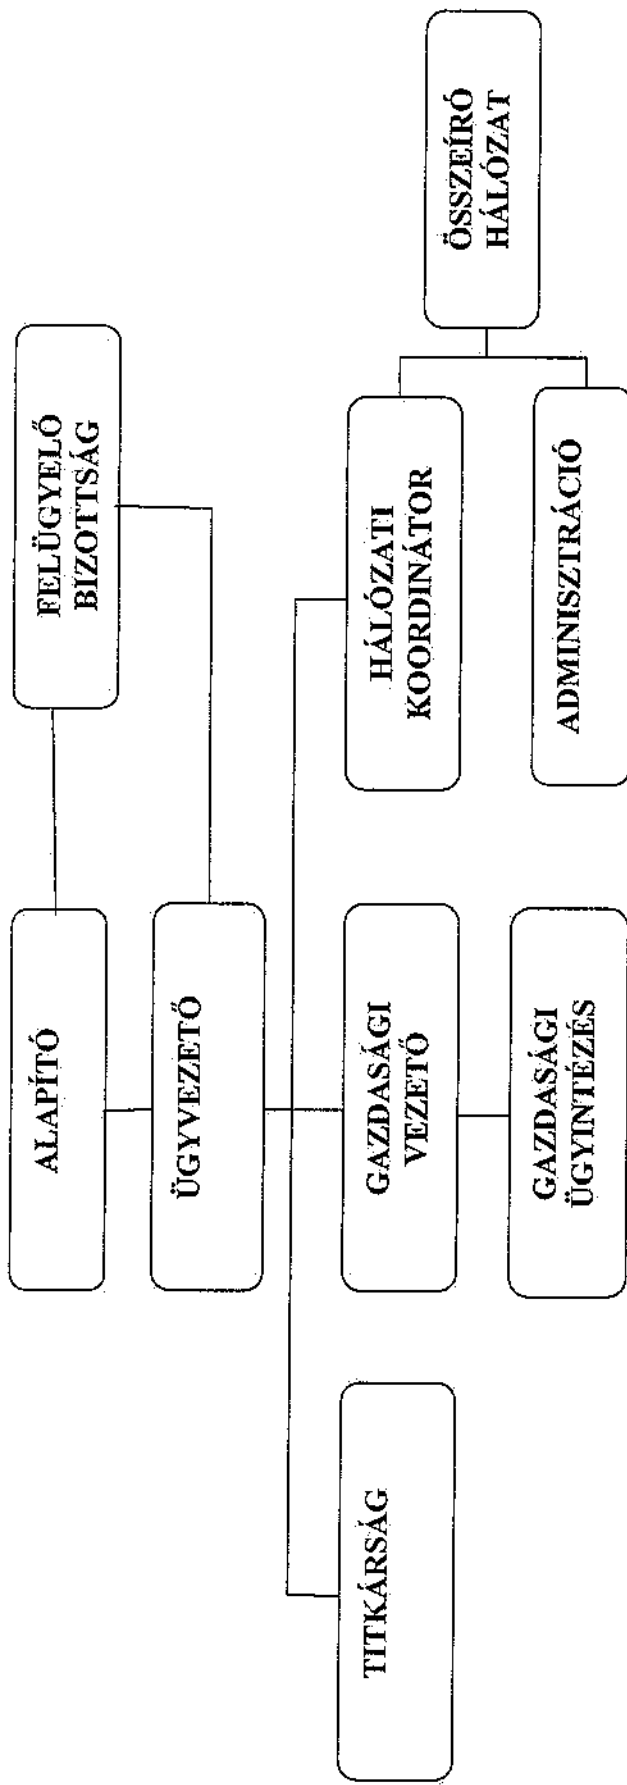 ALAPÍTÓ
FELÜGYELŐ
BIZOTTSÁG
ÜGYVEZETŐ
TITKÁRSÁG
GAZDASÁGI
VEZETŐ
HÁLÓZATI
KOORDINÁTOR
ÖSSZEÍRÓ
HÁLÓZAT
GAZDASÁGI
ÜGYINTÉZÉS
ADMINISZTRÁCIÓ